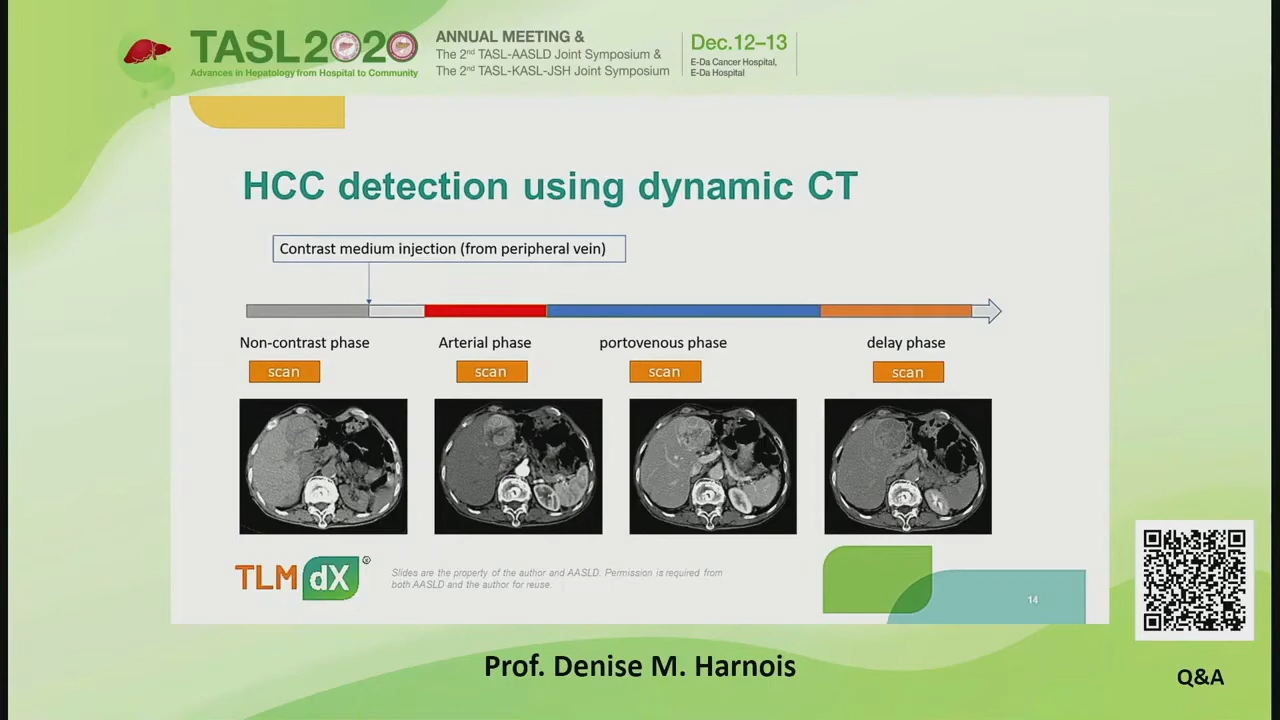 TASL2020
Advances in Hepatology from Hospital to Community
ANNUAL MEETING &
The 2nd TASL-AASLD Joint Symposium &
The 2nd TASL-KASL-JSH Joint Symposium
Dec.12–13
E-Da Cancer Hospital,
E-Da Hospital
HCC detection using dynamic CT
Contrast medium injection (from peripheral vein)
Non-contrast phase
Arterial phase
portovenous phase
delay phase
scan
scan
scan
scan
TLMdX®
Slides are the property of the author and AASLD. Permission is required from
both AASLD and the author for reuse.
14
Prof. Denise M. Harnois
Q&A